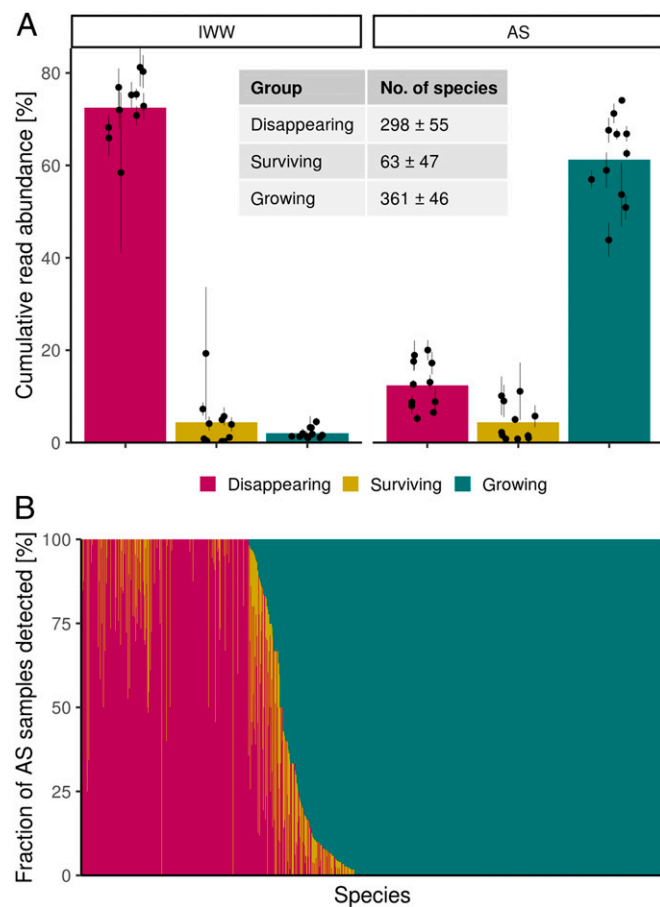 A
IWW
AS
Cumulative read abundance [%]
80
60
40
20
0
Group No. of species
Disappearing 298 ± 55
Surviving 63 ± 47
Growing 361 ± 46
Disappearing Surviving Growing
B
Fraction of AS samples detected [%]
100
75
50
25
0
Species